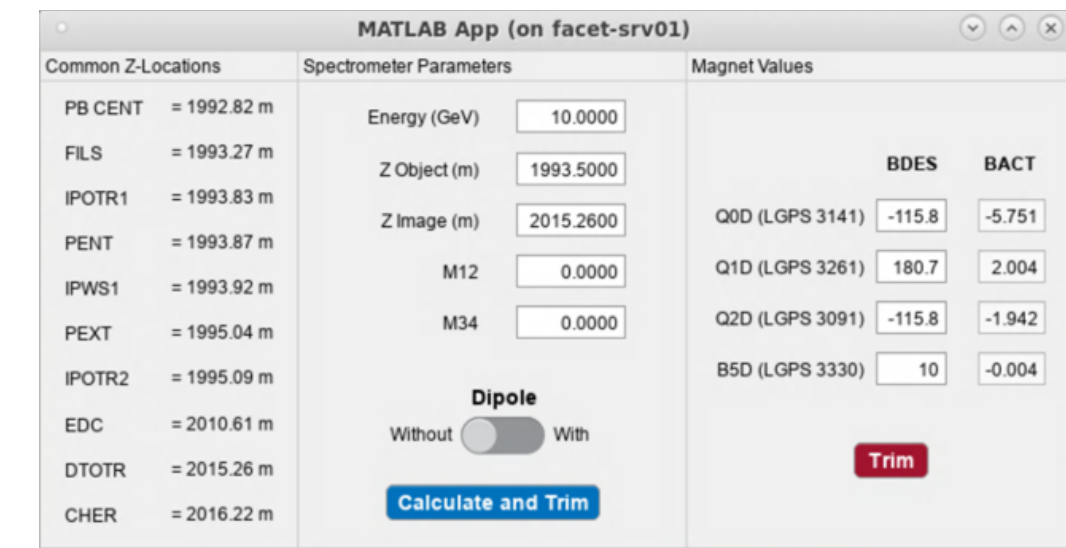 MATLAB App (on facet-srv01)
Common Z-Locations
PB CENT = 1992.82 m
FILS = 1993.27 m
IPOTR1 = 1993.83 m
PENT = 1993.87 m
IPWS1 = 1993.92 m
PEXT = 1995.04 m
IPOTR2 = 1995.09 m
EDC = 2010.61 m
DTOTR = 2015.26 m
CHER = 2016.22 m
Spectrometer Parameters
Energy (GeV) 10.0000
Z Object (m) 1993.5000
Z Image (m) 2015.2600
M12 0.0000
M34 0.0000
Dipole
Without With
Calculate and Trim
Magnet Values
BDES BACT
Q0D (LGPS 3141) -115.8 -5.751
Q1D (LGPS 3261) 180.7 2.004
Q2D (LGPS 3091) -115.8 -1.942
B5D (LGPS 3330) 10 -0.004
Trim